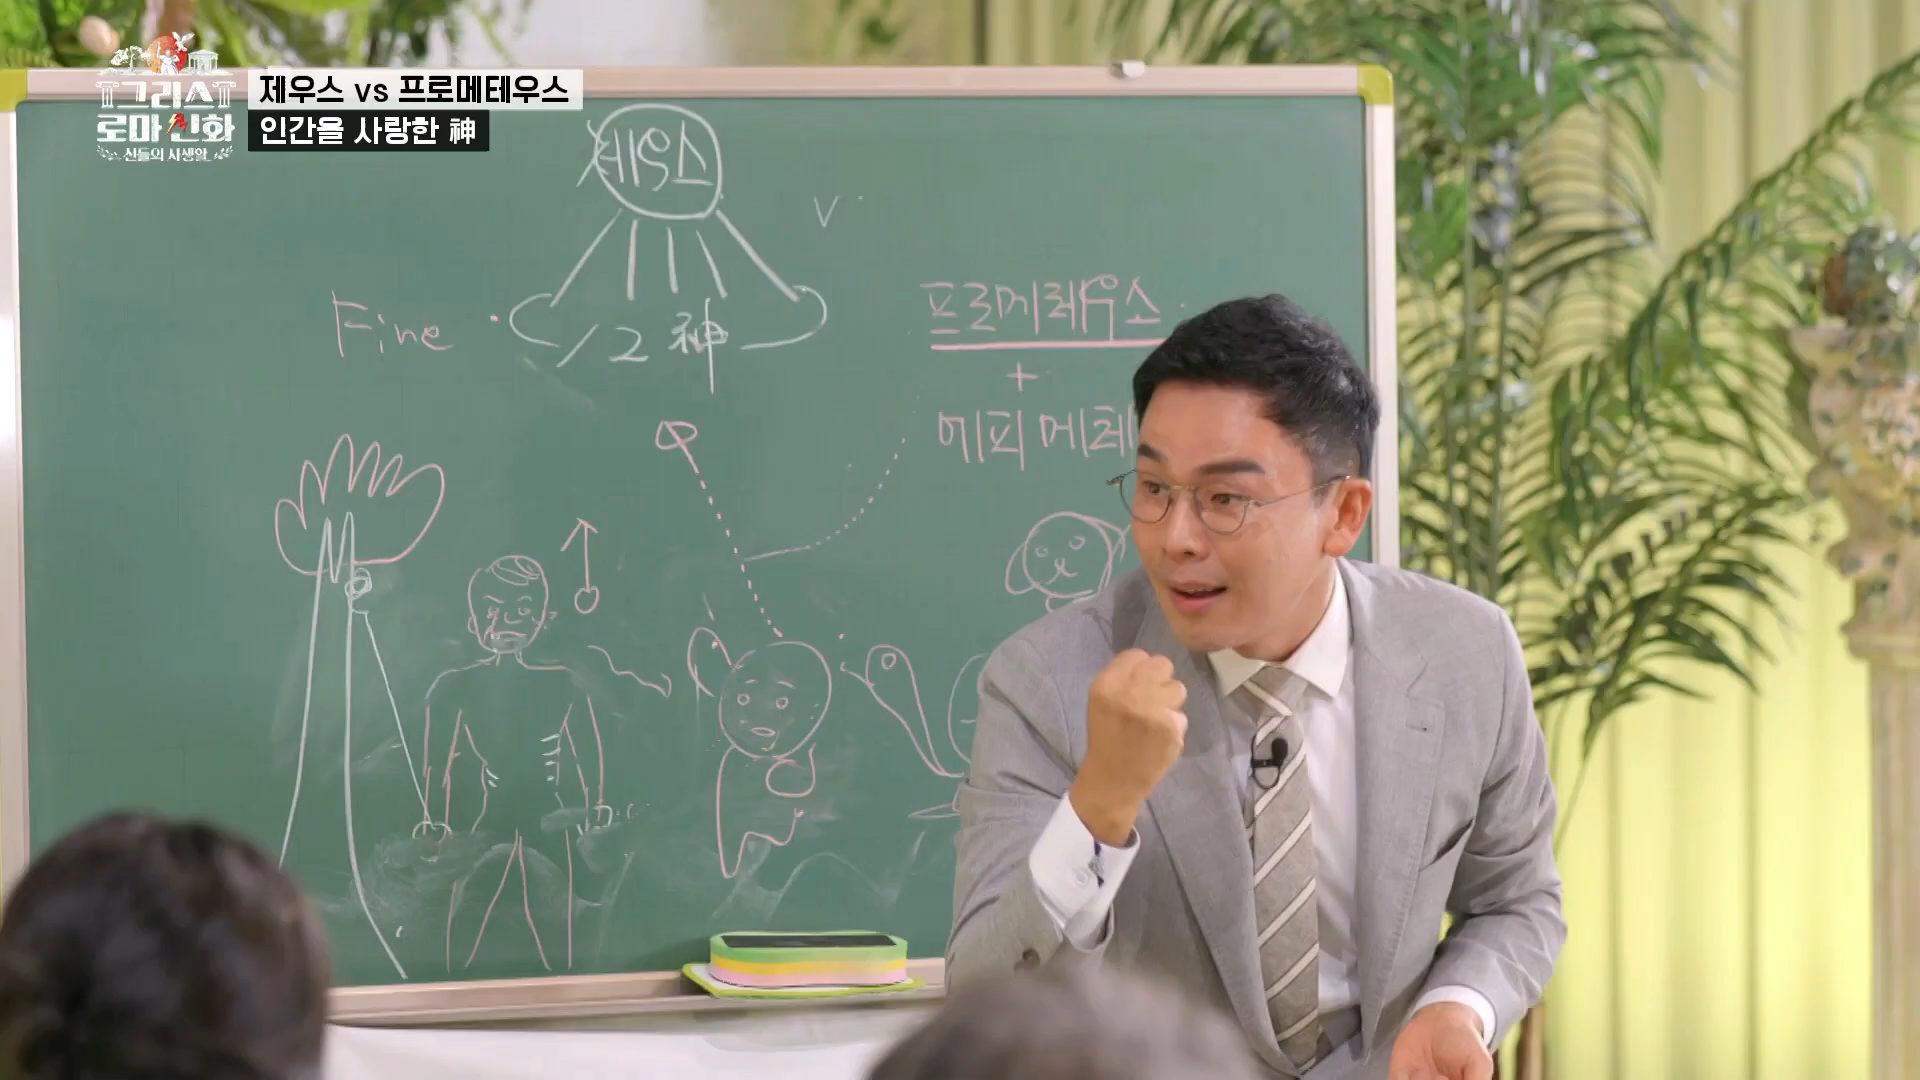 그리스
로마 신화
신들의 사생활
제우스 vs 프로메테우스
인간을 사랑한 神
제우스
V
Fine
12 神
프로메테우스
+
에피메테